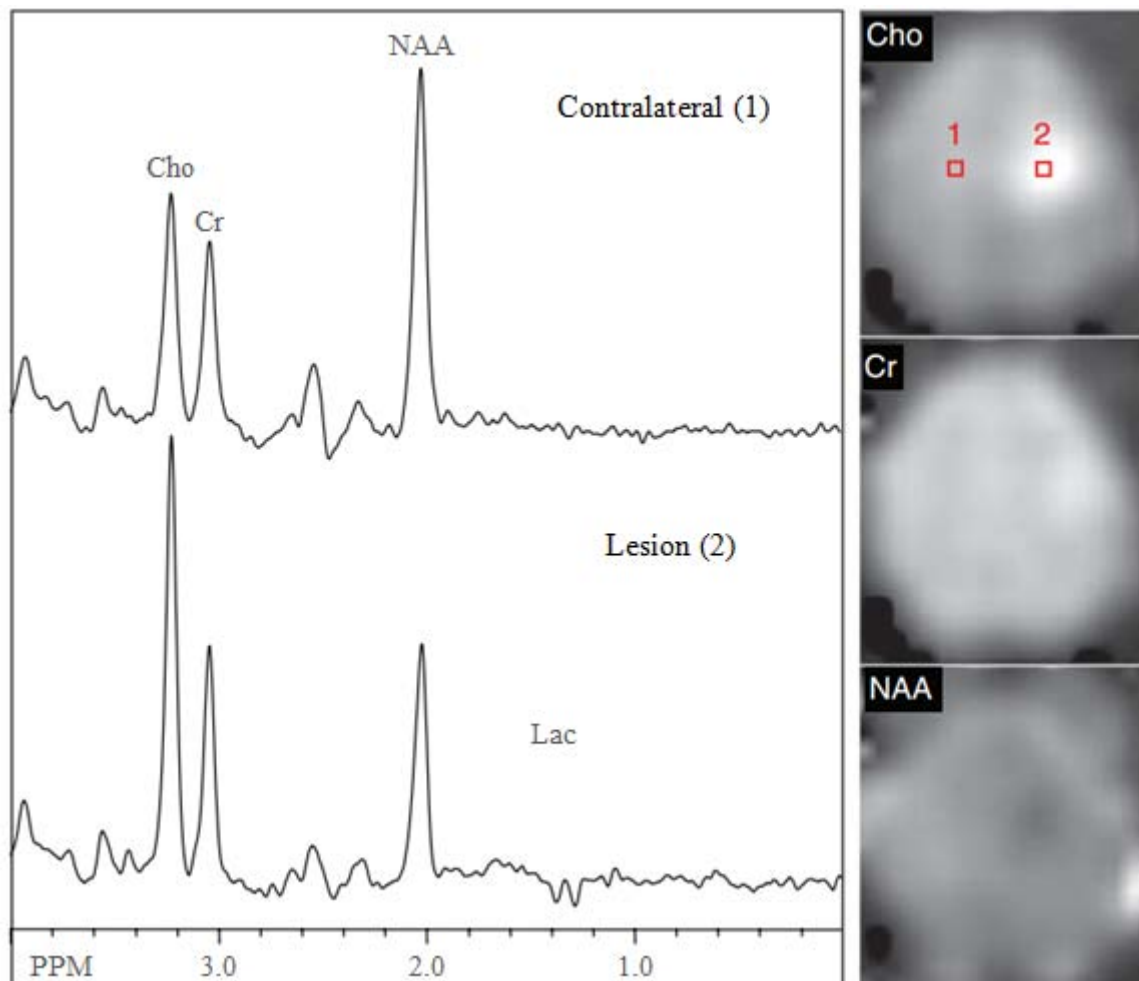 NAA
Contralateral (1)
Cho
Cr
Lesion (2)
Lac
PPM 3.0 2.0 1.0
Cho
1 2
Cr
NAA